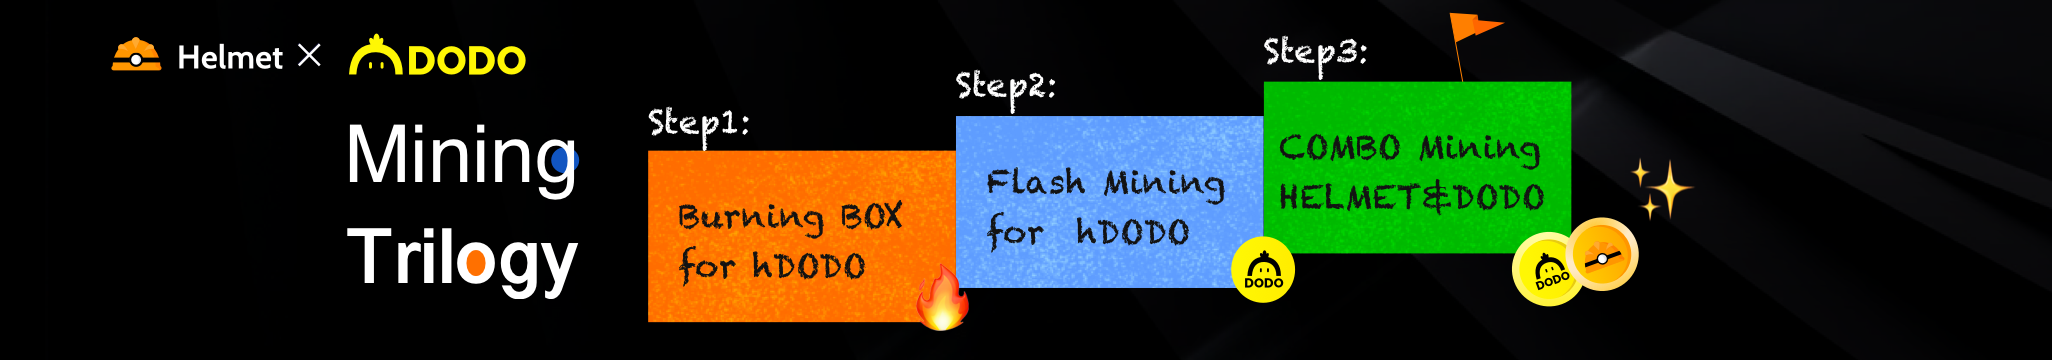 Helmet × DODO
Mining
Trilogy
Step1:
Burning BOX
for hDODO
Step2:
Flash Mining
for hDODO
DODO
Step3:
COMBO Mining
HELMET&DODO
DODO